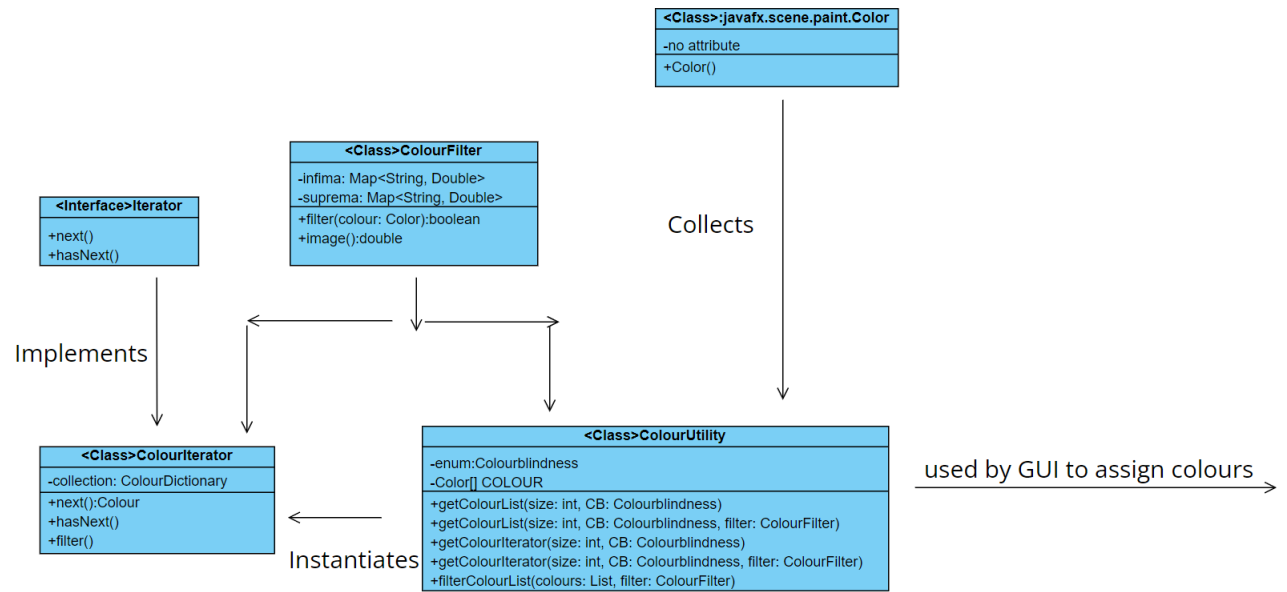 <Class>:javafx.scene.paint.Color
-no attribute
+Color()
<Class>ColourFilter
-infima: Map<String, Double>
-suprema: Map<String, Double>
+filter(colour: Color):boolean
+image():double
<Interface>Iterator
+next()
+hasNext()
Collects
Implements
<Class>ColourIterator
-collection: ColourDictionary
+next():Colour
+hasNext()
+filter()
Instantiates
<Class>ColourUtility
-enum:Colourblindness
-Color[] COLOUR
+getColourList(size: int, CB: Colourblindness)
+getColourList(size: int, CB: Colourblindness, filter: ColourFilter)
+getColourIterator(size: int, CB: Colourblindness)
+getColourIterator(size: int, CB: Colourblindness, filter: ColourFilter)
+filterColourList(colours: List, filter: ColourFilter)
used by GUI to assign colours